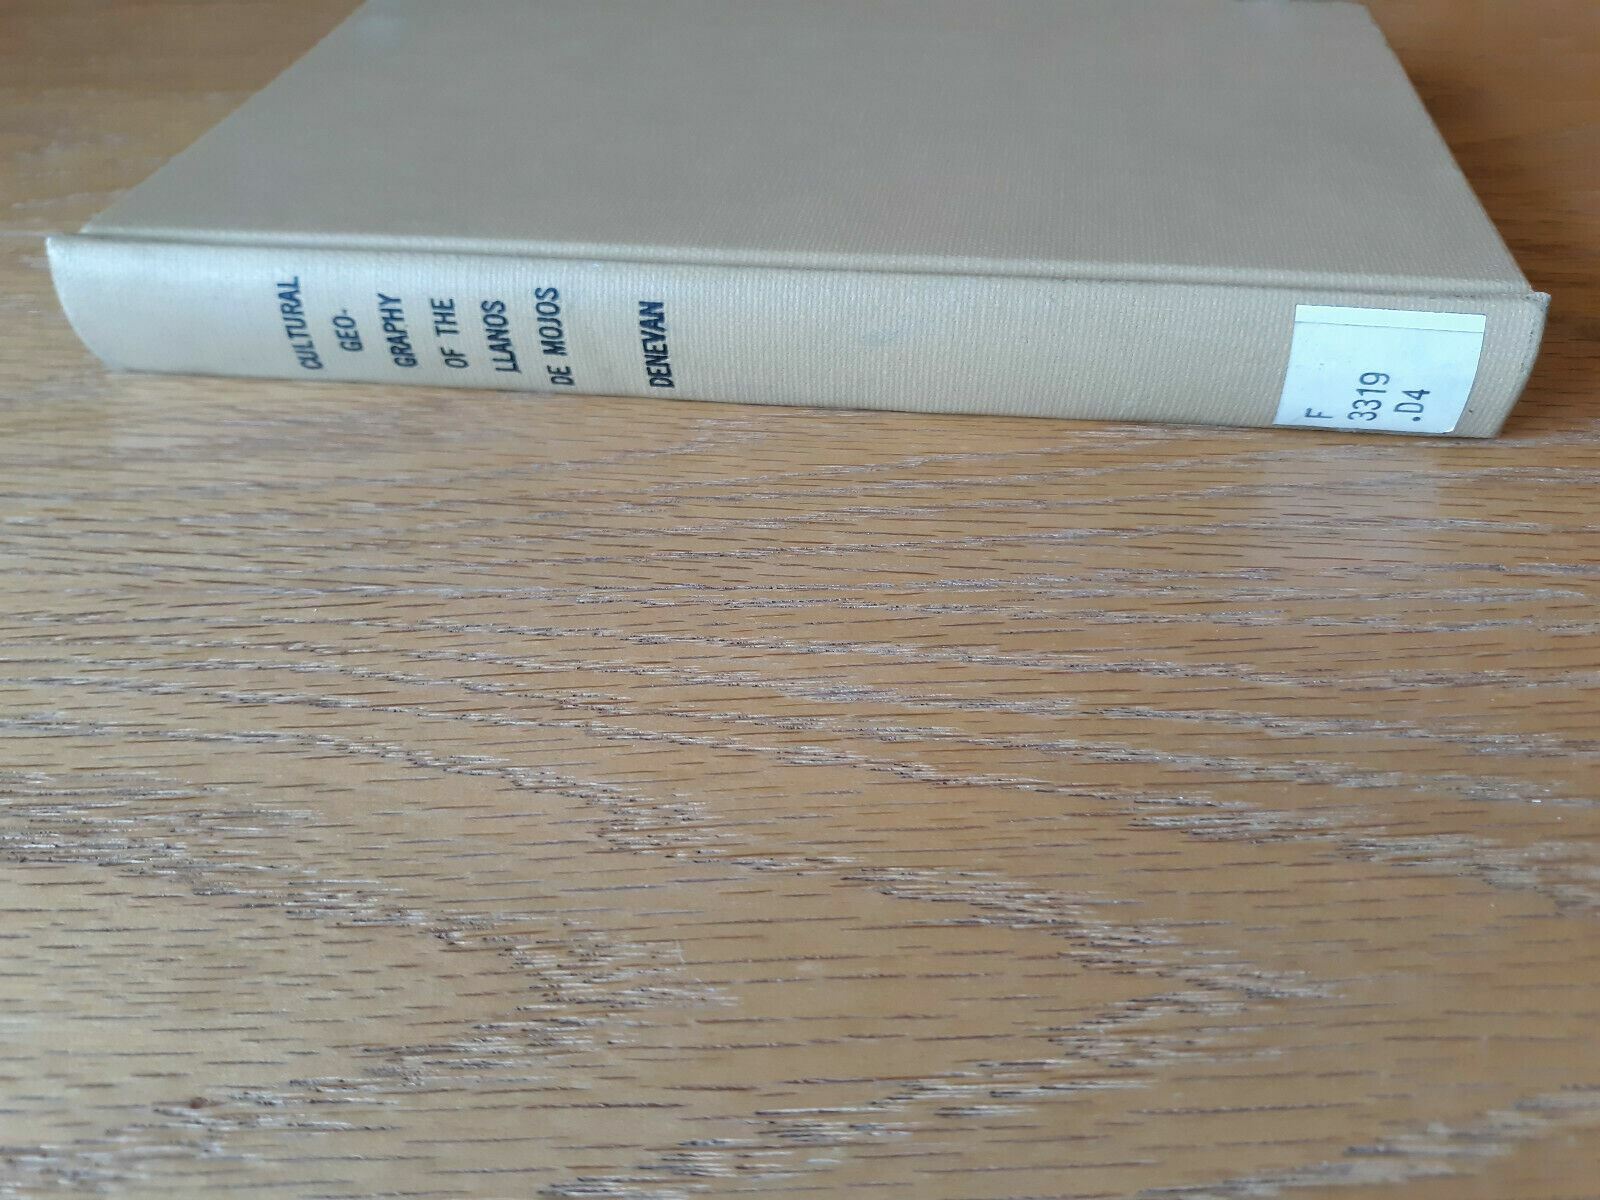 CULTURAL
GEO-
GRAPHY
OF THE
LLANOS
DE MOJOS
DENEVAN
F
3319
.D4